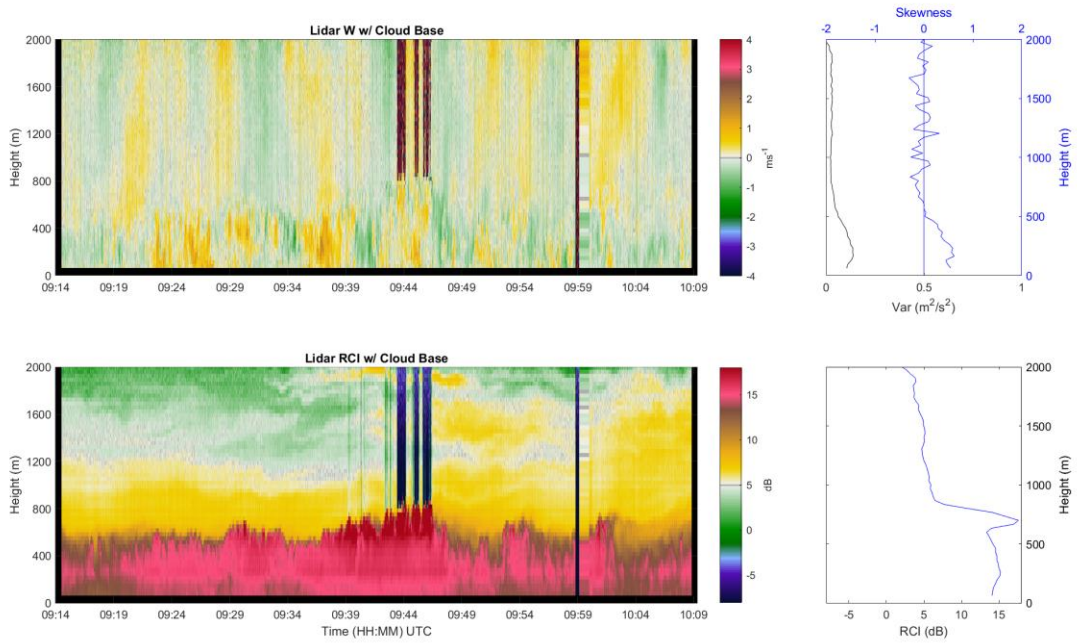 Lidar W w/ Cloud Base
Height (m)
2000
1600
1200
800
400
0
09:14 09:19 09:24 09:29 09:34 09:39 09:44 09:49 09:54 09:59 10:04 10:09
4
3
2
1
0
-1
-2
-3
-4
ms-1
Skewness
-2 -1 0 1 2
2000
1500
1000
500
0
Height (m)
0 0.5 1
Var (m2/s2)
Lidar RCI w/ Cloud Base
Height (m)
2000
1600
1200
800
400
0
09:14 09:19 09:24 09:29 09:34 09:39 09:44 09:49 09:54 09:59 10:04 10:09
Time (HH:MM) UTC
15
10
5
0
-5
dB
2000
1500
1000
500
0
Height (m)
-5 0 5 10 15
RCI (dB)